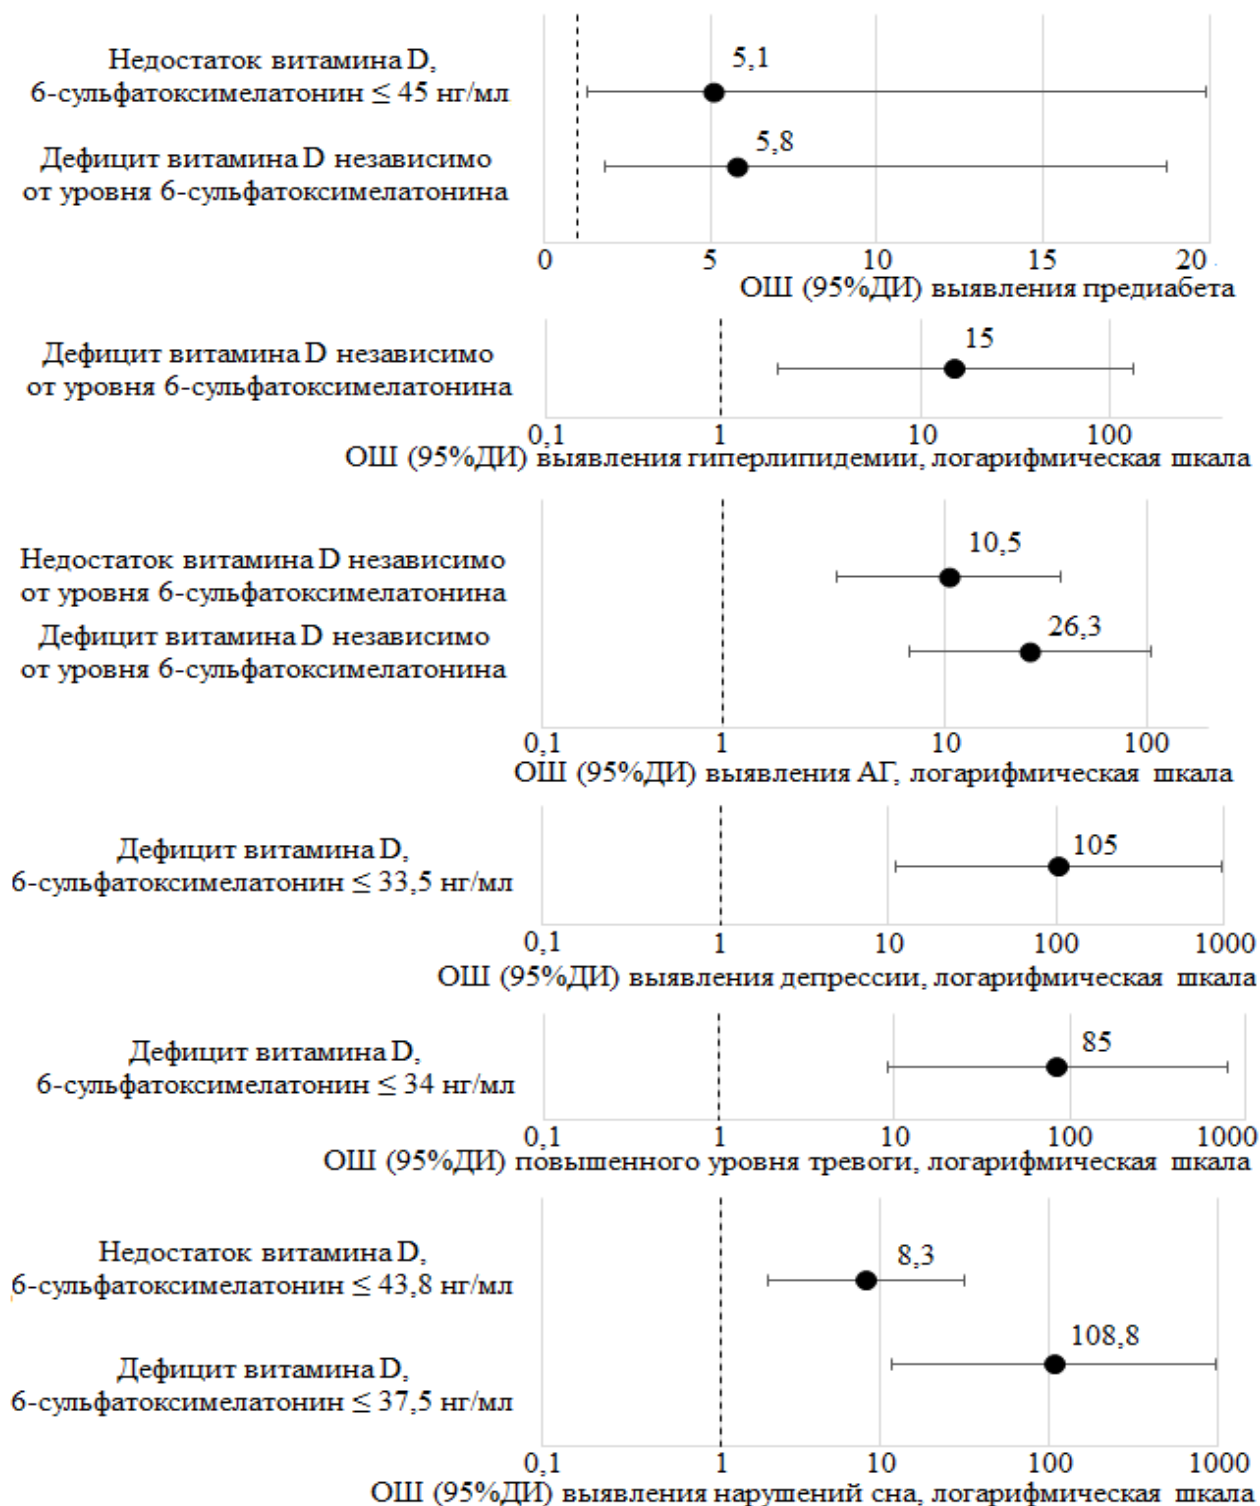 Недостаток витамина D,
6-сульфатоксимелатонин ≤ 45 нг/мл
5,1
Дефицит витамина D независимо
от уровня 6-сульфатоксимелатонина
5,8
0 5 10 15 20
ОШ (95%ДИ) выявления предиабета
Дефицит витамина D независимо
от уровня 6-сульфатоксимелатонина
15
0,1 1 10 100
ОШ (95%ДИ) выявления гиперлипидемии, логарифмическая шкала
Недостаток витамина D независимо
от уровня 6-сульфатоксимелатонина
10,5
Дефицит витамина D независимо
от уровня 6-сульфатоксимелатонина
26,3
0,1 1 10 100
ОШ (95%ДИ) выявления АГ, логарифмическая шкала
Дефицит витамина D,
6-сульфатоксимелатонин ≤ 33,5 нг/мл
105
0,1 1 10 100 1000
ОШ (95%ДИ) выявления депрессии, логарифмическая шкала
Дефицит витамина D,
6-сульфатоксимелатонин ≤ 34 нг/мл
85
0,1 1 10 100 1000
ОШ (95%ДИ) повышенного уровня тревоги, логарифмическая шкала
Недостаток витамина D,
6-сульфатоксимелатонин ≤ 43,8 нг/мл
8,3
Дефицит витамина D,
6-сульфатоксимелатонин ≤ 37,5 нг/мл
108,8
0,1 1 10 100 1000
ОШ (95%ДИ) выявления нарушений сна, логарифмическая шкала